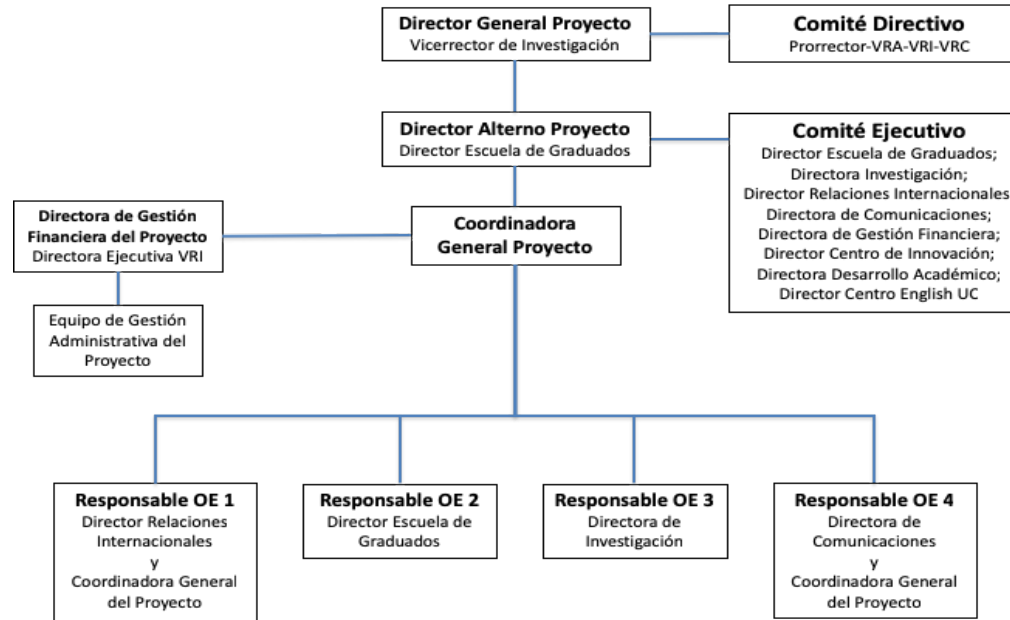 Director General Proyecto
Vicerrector de Investigación
Comité Directivo
Prorrector-VRA-VRI-VRC
Director Alterno Proyecto
Director Escuela de Graduados
Comité Ejecutivo
Director Escuela de Graduados;
Directora Investigación;
Director Relaciones Internacionales
Directora de Comunicaciones;
Directora de Gestión Financiera;
Director Centro de Innovación;
Directora Desarrollo Académico;
Director Centro English UC
Directora de Gestión
Financiera del Proyecto
Directora Ejecutiva VRI
Coordinadora
General Proyecto
Equipo de Gestión
Administrativa del
Proyecto
Responsable OE 1
Director Relaciones
Internacionales
y
Coordinadora General
del Proyecto
Responsable OE 2
Director Escuela de
Graduados
Responsable OE 3
Directora de
Investigación
Responsable OE 4
Directora de
Comunicaciones
y
Coordinadora General
del Proyecto